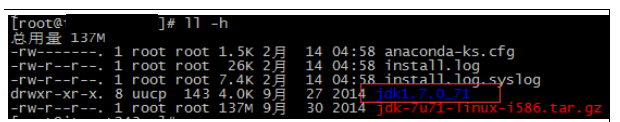 [root@ ]# ll -h
总用量 137M
-rw-------. 1 root root 1.5K 2月 14 04:58 anaconda-ks.cfg
-rw-r--r--. 1 root root 26K 2月 14 04:58 install.log
-rw-r--r--. 1 root root 7.4K 2月 14 04:58 install.log.syslog
drwxr-xr-x. 8 uucp 143 4.0K 9月 27 2014 jdk1.7.0_71
-rw-r--r--. 1 root root 137M 9月 30 2014 jdk-7u71-linux-i586.tar.gz